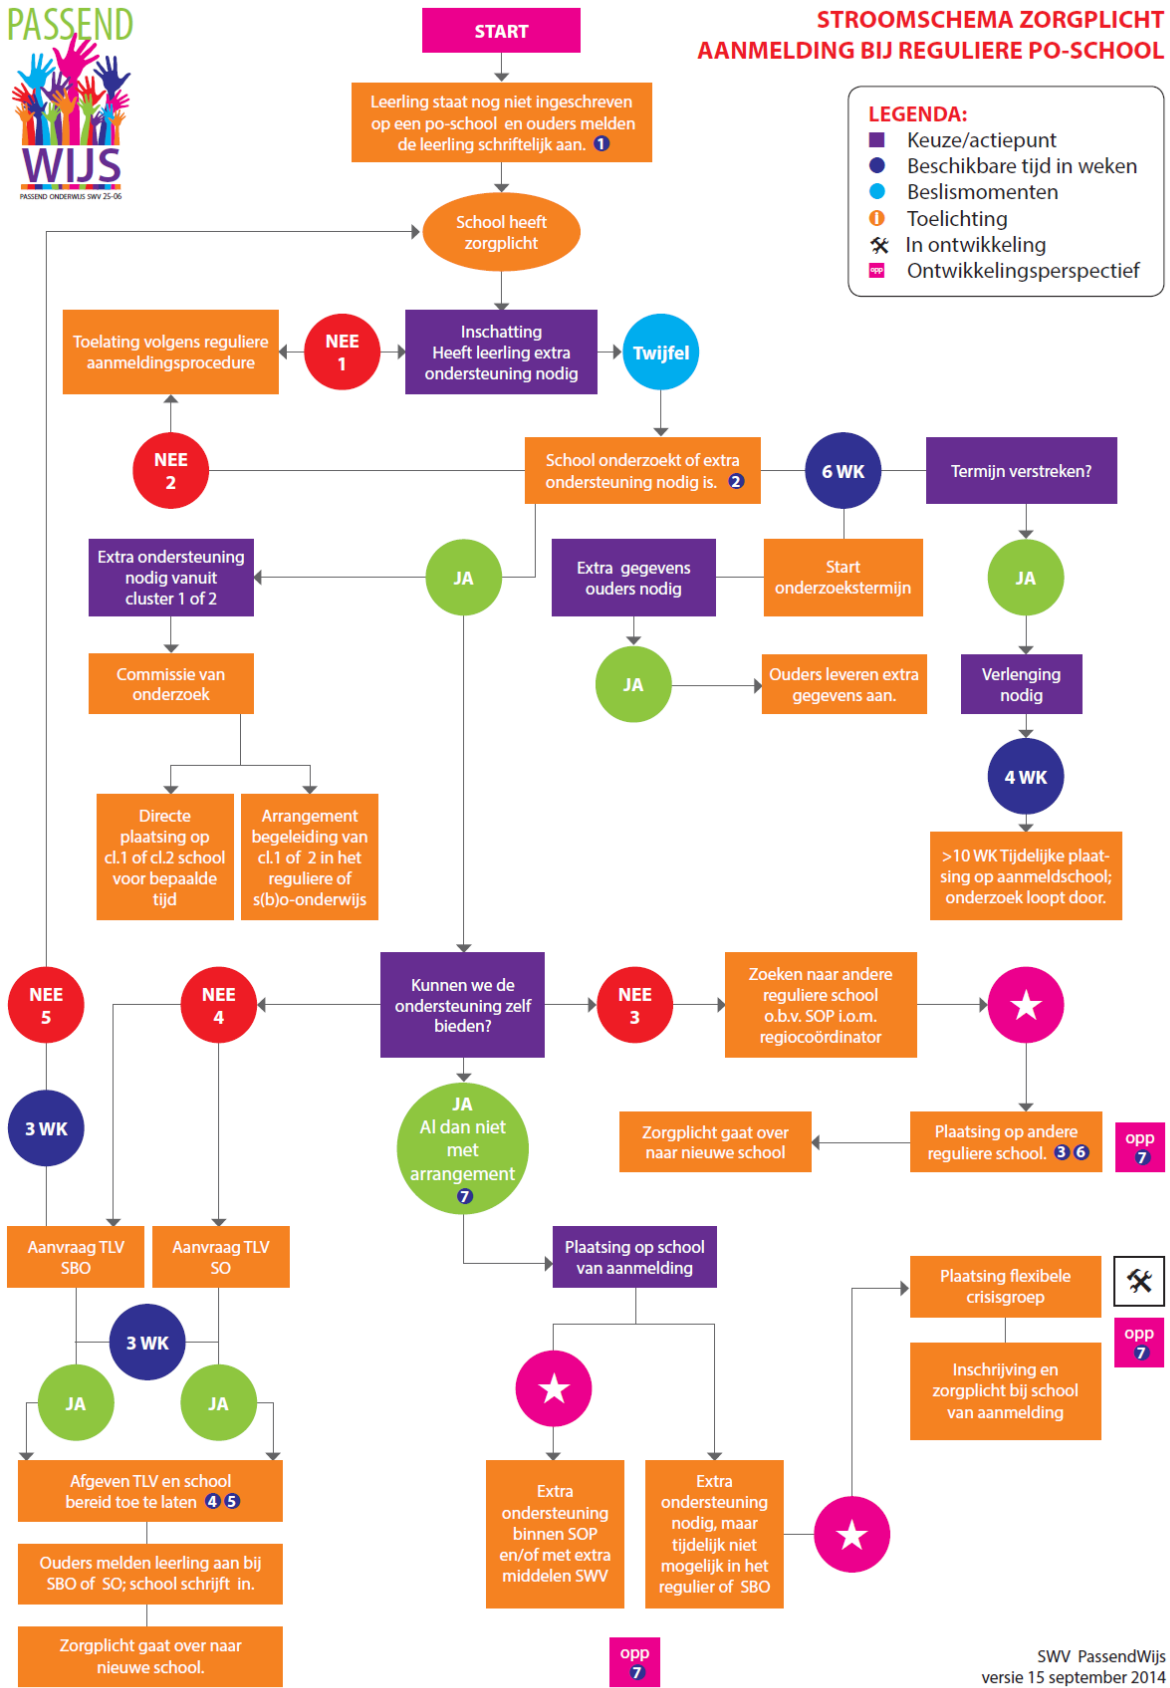 PASSEND
WIJS
PASSEND ONDERWIJS SWV 25-06
START
STROOMSCHEMA ZORGPLICHT
AANMELDING BIJ REGULIERE PO-SCHOOL
LEGENDA:
Keuze/actiepunt
Beschikbare tijd in weken
Beslismomenten
i Toelichting
In ontwikkeling
opp Ontwikkelingsperspectief
Leerling staat nog niet ingeschreven
op een po-school en ouders melden
de leerling schriftelijk aan. 1
School heeft
zorgplicht
Toelating volgens reguliere
aanmeldingsprocedure
NEE
1
Inschatting
Heeft leerling extra
ondersteuning nodig
Twijfel
NEE
2
School onderzoekt of extra
ondersteuning nodig is. 2
6 WK
Termijn verstreken?
Extra ondersteuning
nodig vanuit
cluster 1 of 2
JA
Extra gegevens
ouders nodig
Start
onderzoekstermijn
JA
Commissie van
onderzoek
JA
Ouders leveren extra
gegevens aan.
Verlenging
nodig
4 WK
Directe
plaatsing op
cl.1 of cl.2 school
voor bepaalde
tijd
Arrangement
begeleiding van
cl.1 of 2 in het
reguliere of
s(b)o-onderwijs
>10 WK Tijdelijke plaat-
sing op aanmeldschool;
onderzoek loopt door.
NEE
5
NEE
4
Kunnen we de
ondersteuning zelf
bieden?
NEE
3
Zoeken naar andere
reguliere school
o.b.v. SOP i.o.m.
regiocoördinator
3 WK
JA
Al dan niet
met
arrangement
7
Zorgplicht gaat over
naar nieuwe school
Plaatsing op andere
reguliere school. 3 6
opp
7
Aanvraag TLV
SBO
Aanvraag TLV
SO
Plaatsing op school
van aanmelding
Plaatsing flexibele
crisisgroep
opp
7
3 WK
JA
JA
Inschrijving en
zorgplicht bij school
van aanmelding
Afgeven TLV en school
bereid toe te laten 4 5
Extra
ondersteuning
binnen SOP
en/of met extra
middelen SWV
Extra
ondersteuning
nodig, maar
tijdelijk niet
mogelijk in het
regulier of SBO
Ouders melden leerling aan bij
SBO of SO; school schrijft in.
Zorgplicht gaat over naar
nieuwe school.
opp
7
SWV PassendWijs
versie 15 september 2014